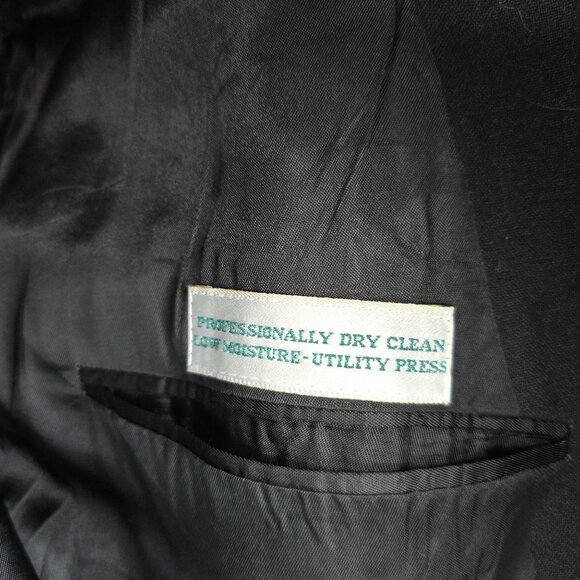 PROFESSIONALLY DRY CLEAN
LOW MOISTURE-UTILITY PRESS